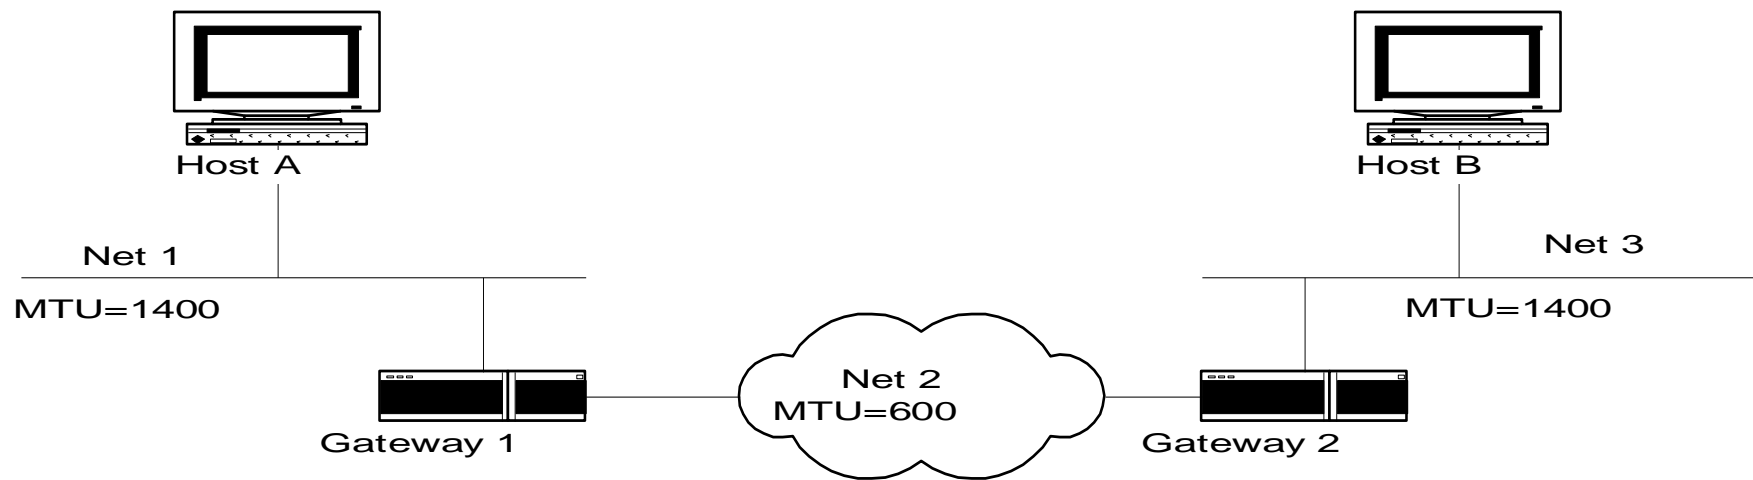 Host A
Host B
Net 1
Net 3
MTU=1400
MTU=1400
Net 2
MTU=600
Gateway 1
Gateway 2